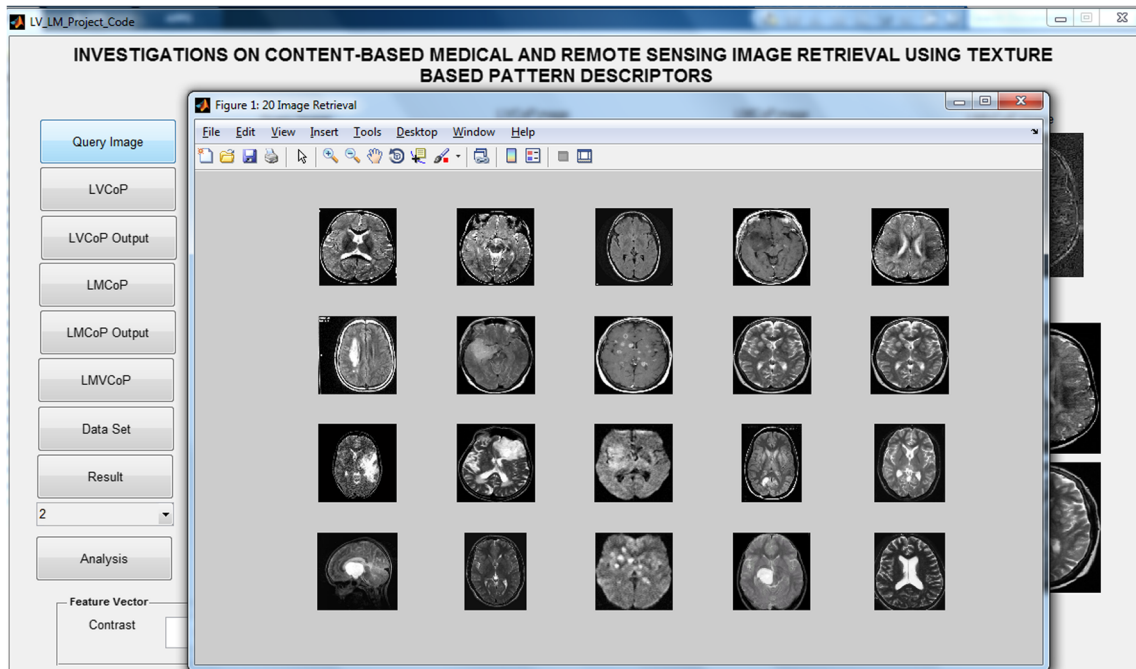 LV_LM_Project_Code
INVESTIGATIONS ON CONTENT-BASED MEDICAL AND REMOTE SENSING IMAGE RETRIEVAL USING TEXTURE
BASED PATTERN DESCRIPTORS
Figure 1: 20 Image Retrieval
File Edit View Insert Tools Desktop Window Help
Query Image
LVCoP
LVCoP Output
LMCoP
LMCoP Output
LMVCoP
Data Set
Result
2
Analysis
Feature Vector
Contrast